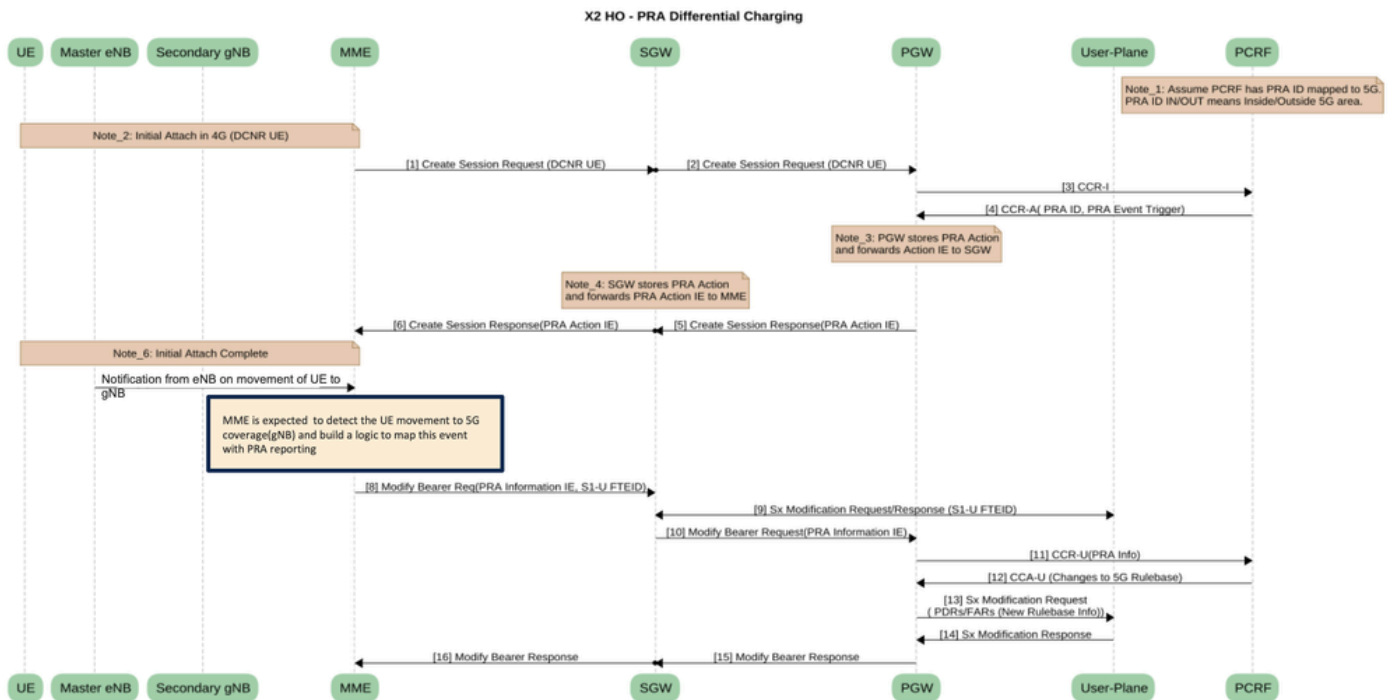 X2 HO - PRA Differential Charging
UE
Master eNB
Secondary gNB
MME
SGW
PGW
User-Plane
PCRF
Note_1: Assume PCRF has PRA ID mapped to 5G.
PRA ID IN/OUT means Inside/Outside 5G area.
Note_2: Initial Attach in 4G (DCNR UE)
[1] Create Session Request (DCNR UE)
[2] Create Session Request (DCNR UE)
[3] CCR-I
[4] CCR-A( PRA ID, PRA Event Trigger)
Note_3: PGW stores PRA Action
and forwards Action IE to SGW
Note_4: SGW stores PRA Action
and forwards PRA Action IE to MME
[6] Create Session Response(PRA Action IE)
[5] Create Session Response(PRA Action IE)
Note_6: Initial Attach Complete
Notification from eNB on movement of UE to
gNB
MME is expected  to detect the UE movement to 5G
coverage(gNB) and build a logic to map this event
with PRA reporting
[8] Modify Bearer Req(PRA Information IE, S1-U FTEID)
[9] Sx Modification Request/Response (S1-U FTEID)
[10] Modify Bearer Request(PRA Information IE)
[11] CCR-U(PRA Info)
[12] CCA-U (Changes to 5G Rulebase)
[13] Sx Modification Request
( PDRs/FARs (New Rulebase Info))
[14] Sx Modification Response
[16] Modify Bearer Response
[15] Modify Bearer Response
UE
Master eNB
Secondary gNB
MME
SGW
PGW
User-Plane
PCRF